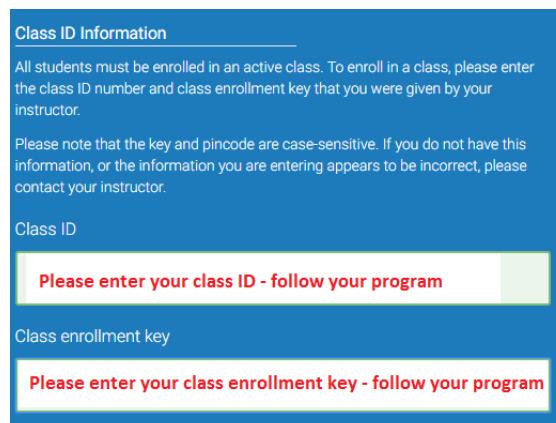 Class ID Information
All students must be enrolled in an active class. To enroll in a class, please enter
the class ID number and class enrollment key that you were given by your
instructor.
Please note that the key and pincode are case-sensitive. If you do not have this
information, or the information you are entering appears to be incorrect, please
contact your instructor.
Class ID
Please enter your class ID - follow your program
Class enrollment key
Please enter your class enrollment key - follow your program